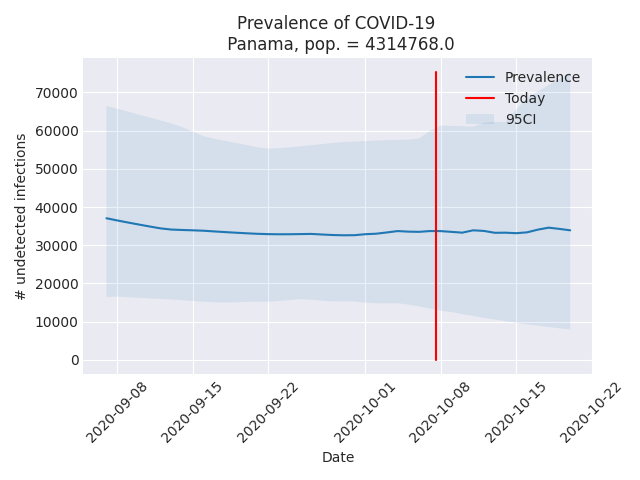 Prevalence of COVID-19
Panama, pop. = 4314768.0
Prevalence
Today
95CI
70000
60000
50000
40000
30000
20000
10000
0
# undetected infections
2020-09-08
2020-09-15
2020-09-22
2020-10-01
2020-10-08
2020-10-15
2020-10-22
Date